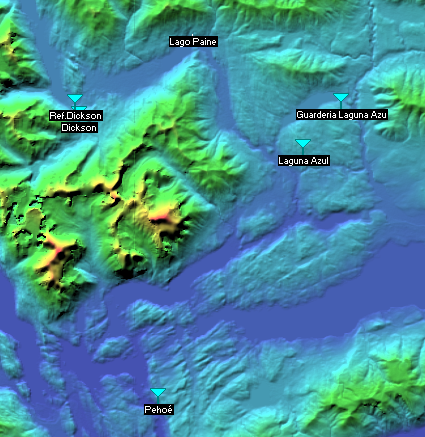 Lago Paine
Ref.Dickson
Dickson
Guarderia Laguna Azu
Laguna Azul
Pehoé